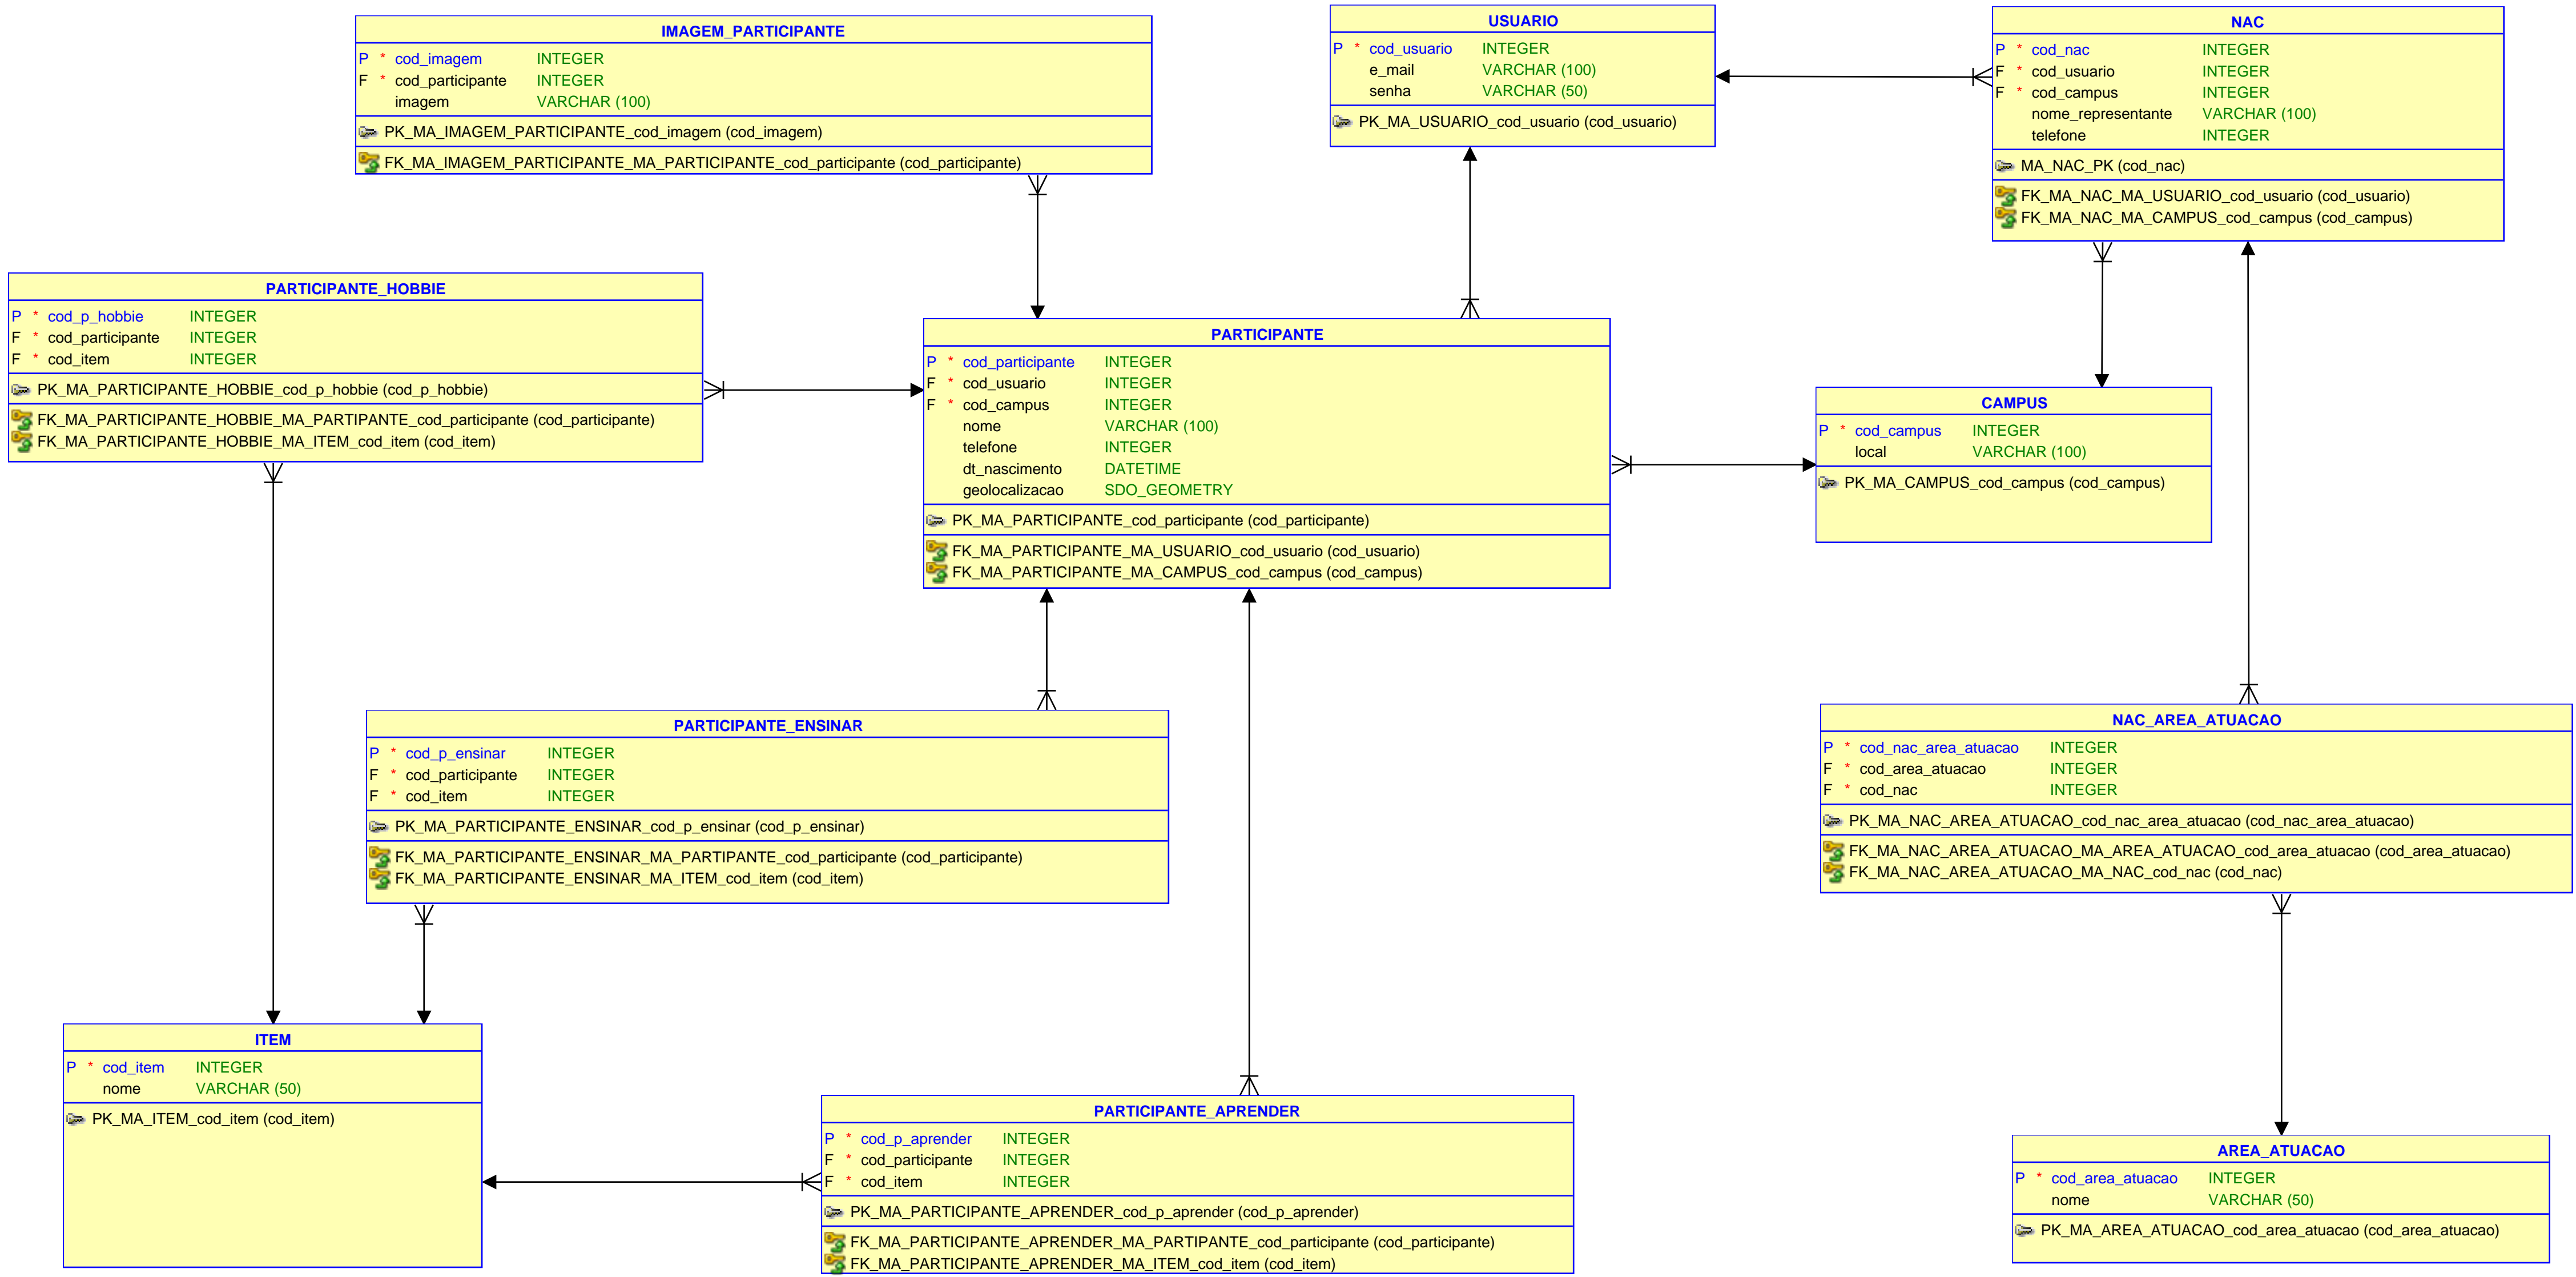 IMAGEM_PARTICIPANTE
P * cod_imagem INTEGER
F * cod_participante INTEGER
imagem VARCHAR (100)
PK_MA_IMAGEM_PARTICIPANTE_cod_imagem (cod_imagem)
FK_MA_IMAGEM_PARTICIPANTE_MA_PARTICIPANTE_cod_participante (cod_participante)
USUARIO
P * cod_usuario INTEGER
e_mail VARCHAR (100)
senha VARCHAR (50)
PK_MA_USUARIO_cod_usuario (cod_usuario)
NAC
P * cod_nac INTEGER
F * cod_usuario INTEGER
F * cod_campus INTEGER
nome_representante VARCHAR (100)
telefone INTEGER
MA_NAC_PK (cod_nac)
FK_MA_NAC_MA_USUARIO_cod_usuario (cod_usuario)
FK_MA_NAC_MA_CAMPUS_cod_campus (cod_campus)
PARTICIPANTE_HOBBIE
P * cod_p_hobbie INTEGER
F * cod_participante INTEGER
F * cod_item INTEGER
PK_MA_PARTICIPANTE_HOBBIE_cod_p_hobbie (cod_p_hobbie)
FK_MA_PARTICIPANTE_HOBBIE_MA_PARTIPANTE_cod_participante (cod_participante)
FK_MA_PARTICIPANTE_HOBBIE_MA_ITEM_cod_item (cod_item)
PARTICIPANTE
P * cod_participante INTEGER
F * cod_usuario INTEGER
F * cod_campus INTEGER
nome VARCHAR (100)
telefone INTEGER
dt_nascimento DATETIME
geolocalizacao SDO_GEOMETRY
PK_MA_PARTICIPANTE_cod_participante (cod_participante)
FK_MA_PARTICIPANTE_MA_USUARIO_cod_usuario (cod_usuario)
FK_MA_PARTICIPANTE_MA_CAMPUS_cod_campus (cod_campus)
CAMPUS
P * cod_campus INTEGER
local VARCHAR (100)
PK_MA_CAMPUS_cod_campus (cod_campus)
PARTICIPANTE_ENSINAR
P * cod_p_ensinar INTEGER
F * cod_participante INTEGER
F * cod_item INTEGER
PK_MA_PARTICIPANTE_ENSINAR_cod_p_ensinar (cod_p_ensinar)
FK_MA_PARTICIPANTE_ENSINAR_MA_PARTIPANTE_cod_participante (cod_participante)
FK_MA_PARTICIPANTE_ENSINAR_MA_ITEM_cod_item (cod_item)
NAC_AREA_ATUACAO
P * cod_nac_area_atuacao INTEGER
F * cod_area_atuacao INTEGER
F * cod_nac INTEGER
PK_MA_NAC_AREA_ATUACAO_cod_nac_area_atuacao (cod_nac_area_atuacao)
FK_MA_NAC_AREA_ATUACAO_MA_AREA_ATUACAO_cod_area_atuacao (cod_area_atuacao)
FK_MA_NAC_AREA_ATUACAO_MA_NAC_cod_nac (cod_nac)
ITEM
P * cod_item INTEGER
nome VARCHAR (50)
PK_MA_ITEM_cod_item (cod_item)
PARTICIPANTE_APRENDER
P * cod_p_aprender INTEGER
F * cod_participante INTEGER
F * cod_item INTEGER
PK_MA_PARTICIPANTE_APRENDER_cod_p_aprender (cod_p_aprender)
FK_MA_PARTICIPANTE_APRENDER_MA_PARTIPANTE_cod_participante (cod_participante)
FK_MA_PARTICIPANTE_APRENDER_MA_ITEM_cod_item (cod_item)
AREA_ATUACAO
P * cod_area_atuacao INTEGER
nome VARCHAR (50)
PK_MA_AREA_ATUACAO_cod_area_atuacao (cod_area_atuacao)